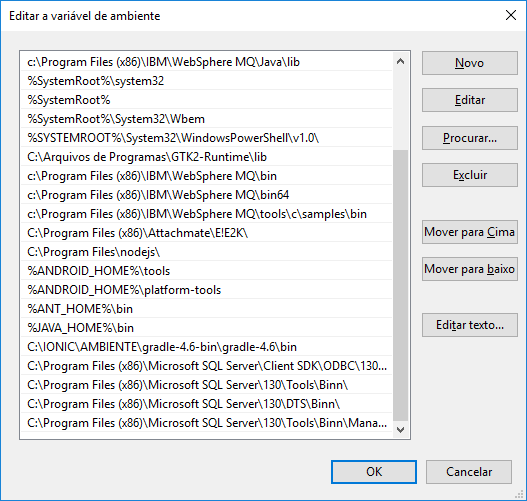 Editar a variável de ambiente
c:\Program Files (x86)\IBM\WebSphere MQ\Java\lib
%SystemRoot%\system32
%SystemRoot%
%SystemRoot%\System32\Wbem
%SYSTEMROOT%\System32\WindowsPowerShell\v1.0\
C:\Arquivos de Programas\GTK2-Runtime\lib
c:\Program Files (x86)\IBM\WebSphere MQ\bin
c:\Program Files (x86)\IBM\WebSphere MQ\bin64
c:\Program Files (x86)\IBM\WebSphere MQ\tools\c\samples\bin
C:\Program Files (x86)\Attachmate\E!E2K\
C:\Program Files\nodejs\
%ANDROID_HOME%\tools
%ANDROID_HOME%\platform-tools
%ANT_HOME%\bin
%JAVA_HOME%\bin
C:\IONIC\AMBIENTE\gradle-4.6-bin\gradle-4.6\bin
C:\Program Files (x86)\Microsoft SQL Server\Client SDK\ODBC\130...
C:\Program Files (x86)\Microsoft SQL Server\130\Tools\Binn\
C:\Program Files (x86)\Microsoft SQL Server\130\DTS\Binn\
C:\Program Files (x86)\Microsoft SQL Server\130\Tools\Binn\Mana...
Novo
Editar
Procurar...
Excluir
Mover para Cima
Mover para baixo
Editar texto...
OK
Cancelar